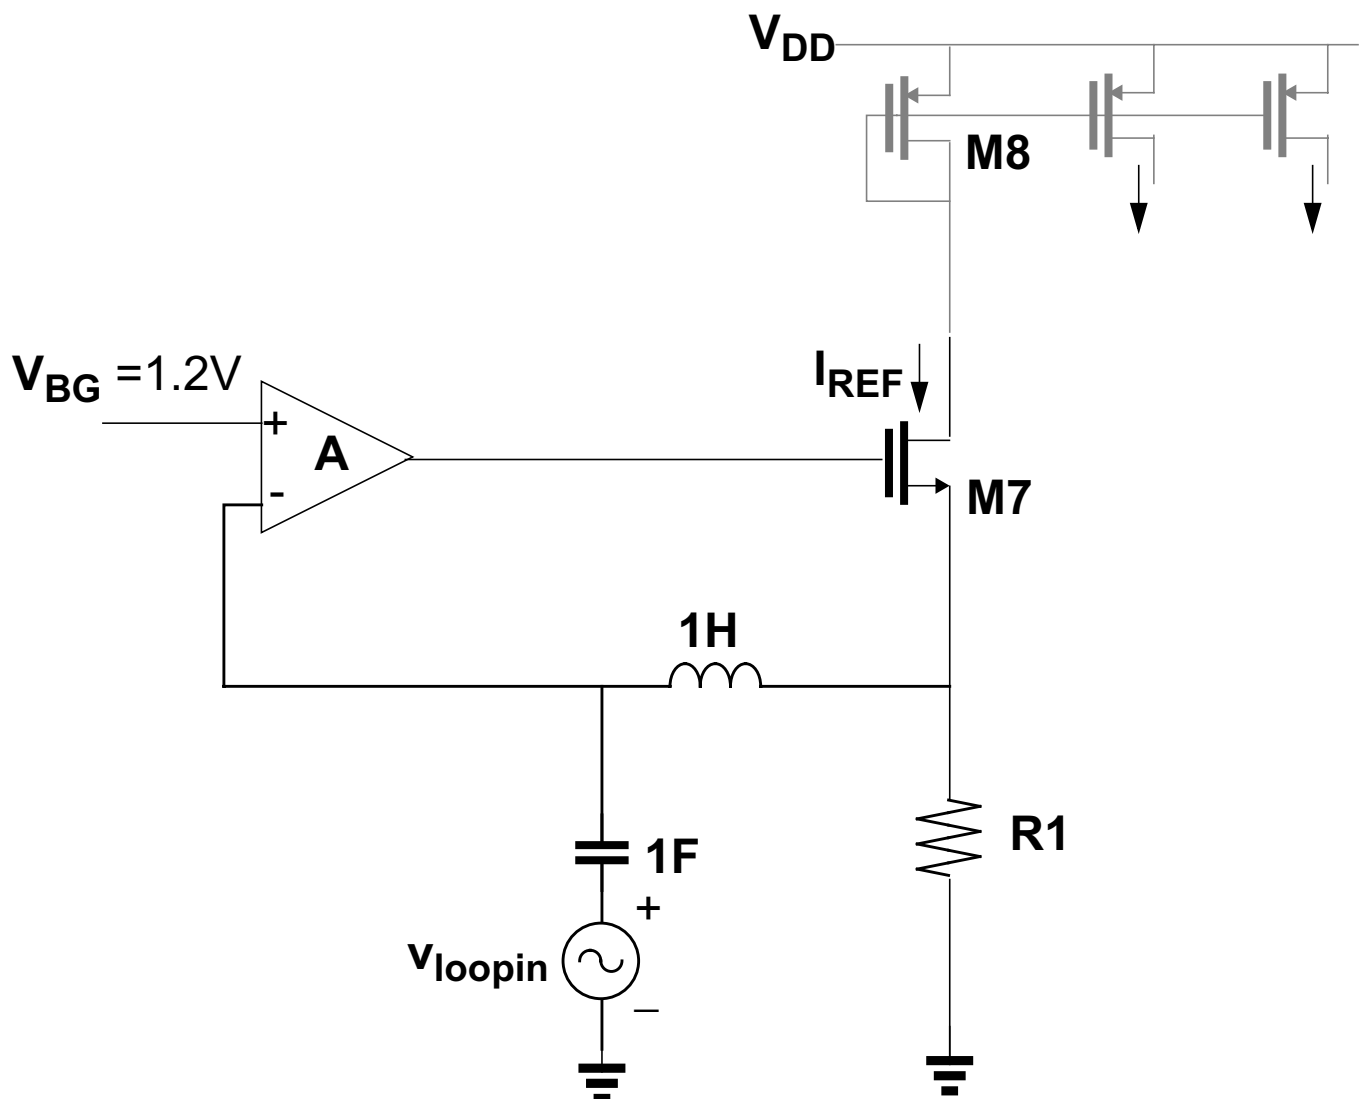 VDD
M8
VBG =1.2V
+
A
-
IREF
M7
1H
1F
+
vloopin
–
R1